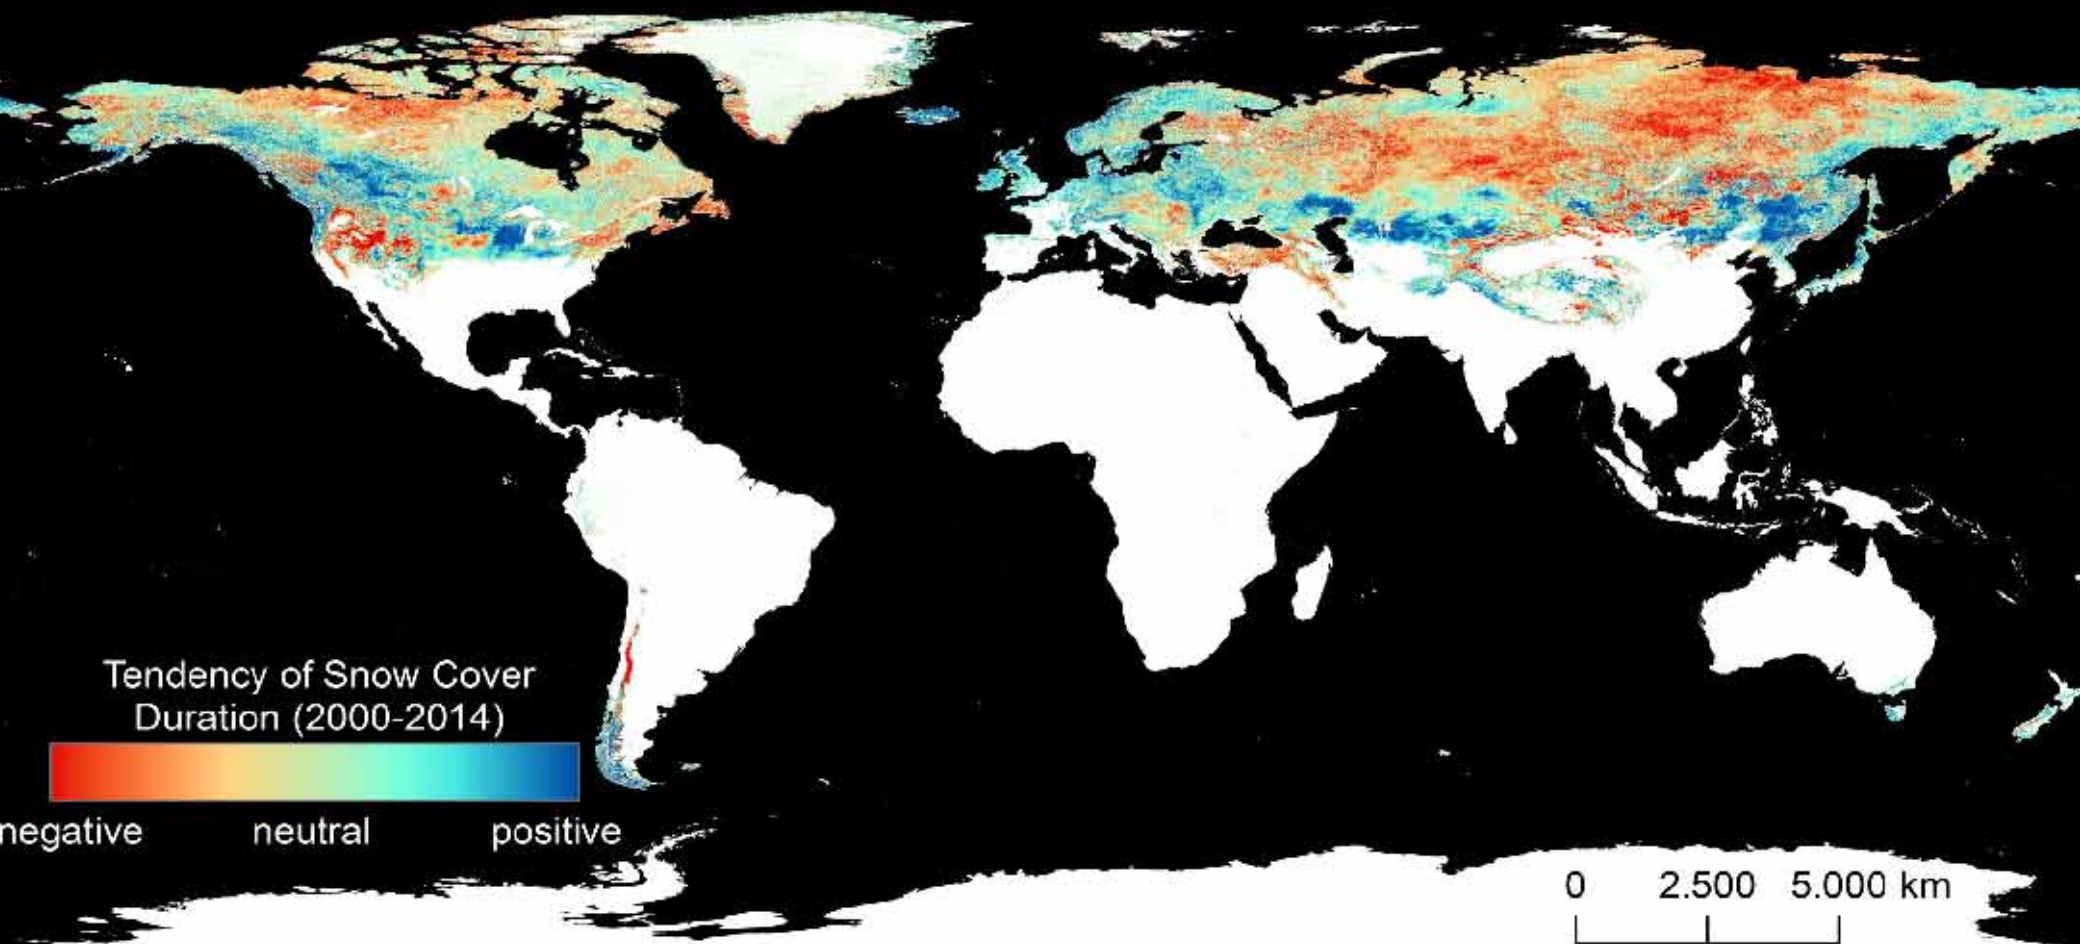 Tendency of Snow Cover
Duration (2000-2014)
negative neutral positive
0 2.500 5.000 km